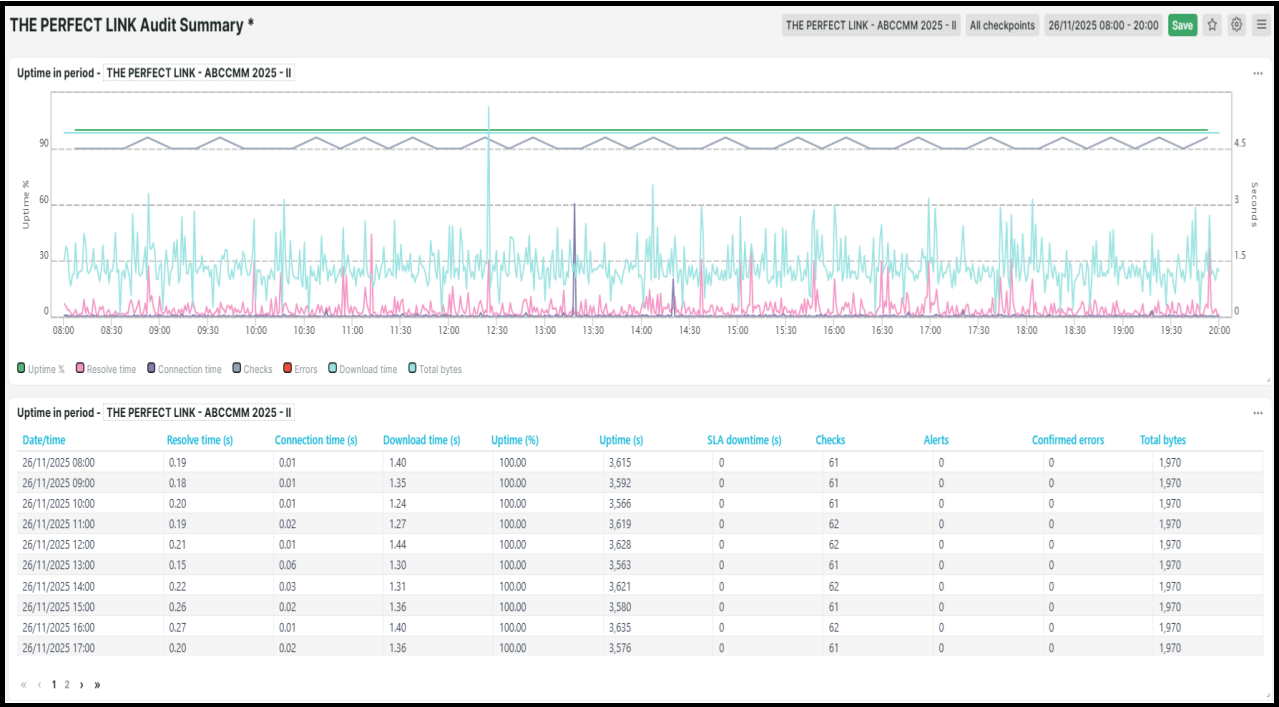 THE PERFECT LINK Audit Summary *
THE PERFECT LINK - ABCCMM 2025 - II All checkpoints 26/11/2025 08:00 - 20:00 Save
Uptime in period - THE PERFECT LINK - ABCCMM 2025 - II
90 4.5
60 3
30 1.5
0 0
Uptime %
Seconds
08:00 08:30 09:00 09:30 10:00 10:30 11:00 11:30 12:00 12:30 13:00 13:30 14:00 14:30 15:00 15:30 16:00 16:30 17:00 17:30 18:00 18:30 19:00 19:30 20:00
Uptime % Resolve time Connection time Checks Errors Download time Total bytes
Uptime in period - THE PERFECT LINK - ABCCMM 2025 - II
Date/time Resolve time (s) Connection time (s) Download time (s) Uptime (%) Uptime (s) SLA downtime (s) Checks Alerts Confirmed errors Total bytes
26/11/2025 08:00 0.19 0.01 1.40 100.00 3,615 0 61 0 0 1,970
26/11/2025 09:00 0.18 0.01 1.35 100.00 3,592 0 61 0 0 1,970
26/11/2025 10:00 0.20 0.01 1.24 100.00 3,566 0 61 0 0 1,970
26/11/2025 11:00 0.19 0.02 1.27 100.00 3,619 0 62 0 0 1,970
26/11/2025 12:00 0.21 0.01 1.44 100.00 3,628 0 62 0 0 1,970
26/11/2025 13:00 0.15 0.06 1.30 100.00 3,563 0 61 0 0 1,970
26/11/2025 14:00 0.22 0.03 1.31 100.00 3,621 0 62 0 0 1,970
26/11/2025 15:00 0.26 0.02 1.36 100.00 3,580 0 61 0 0 1,970
26/11/2025 16:00 0.27 0.01 1.40 100.00 3,635 0 62 0 0 1,970
26/11/2025 17:00 0.20 0.02 1.36 100.00 3,576 0 61 0 0 1,970
« ‹ 1 2 › »